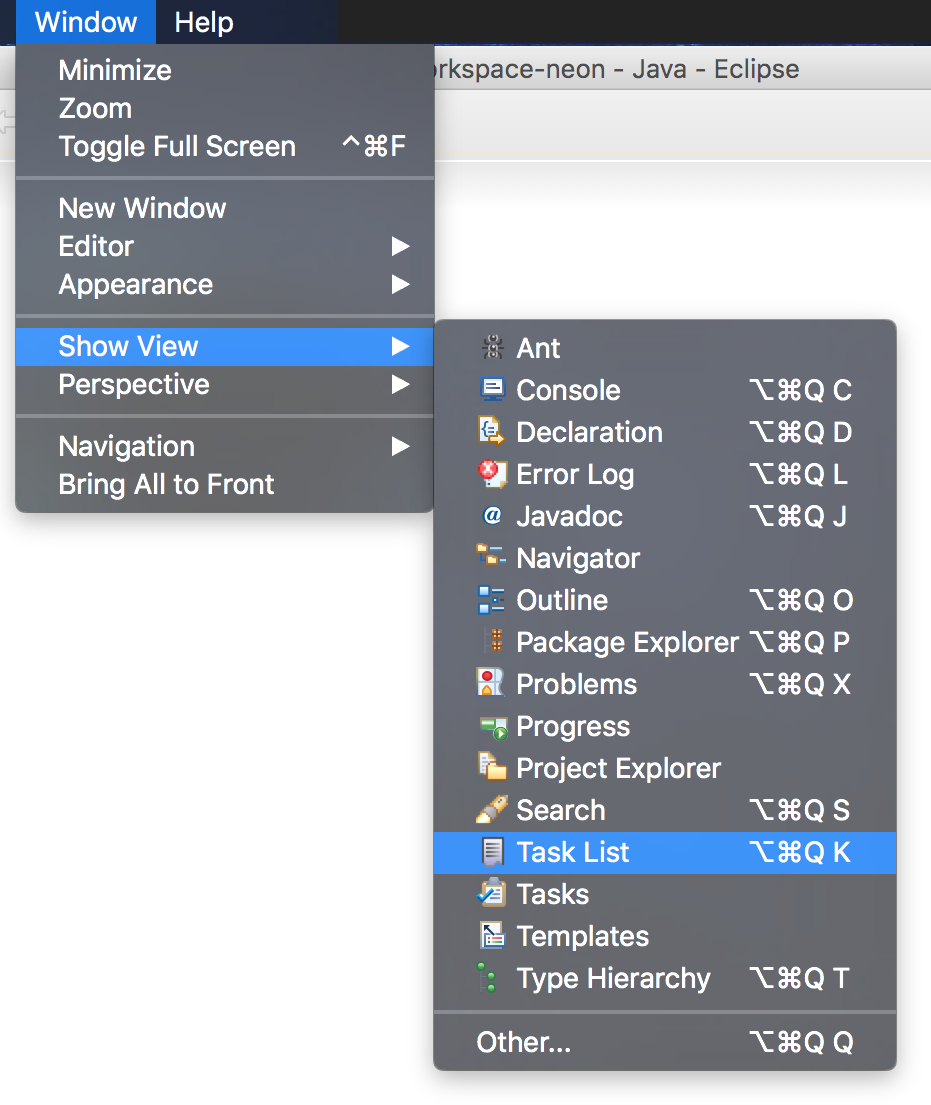 Window Help
rkspace-neon - Java - Eclipse
Minimize
Zoom
Toggle Full Screen ^⌘F
New Window
Editor ▶
Appearance ▶
Show View ▶
Perspective ▶
Navigation ▶
Bring All to Front
Ant
Console ⌥⌘Q C
Declaration ⌥⌘Q D
Error Log ⌥⌘Q L
Javadoc ⌥⌘Q J
Navigator
Outline ⌥⌘Q O
Package Explorer ⌥⌘Q P
Problems ⌥⌘Q X
Progress
Project Explorer
Search ⌥⌘Q S
Task List ⌥⌘Q K
Tasks
Templates
Type Hierarchy ⌥⌘Q T
Other... ⌥⌘Q Q